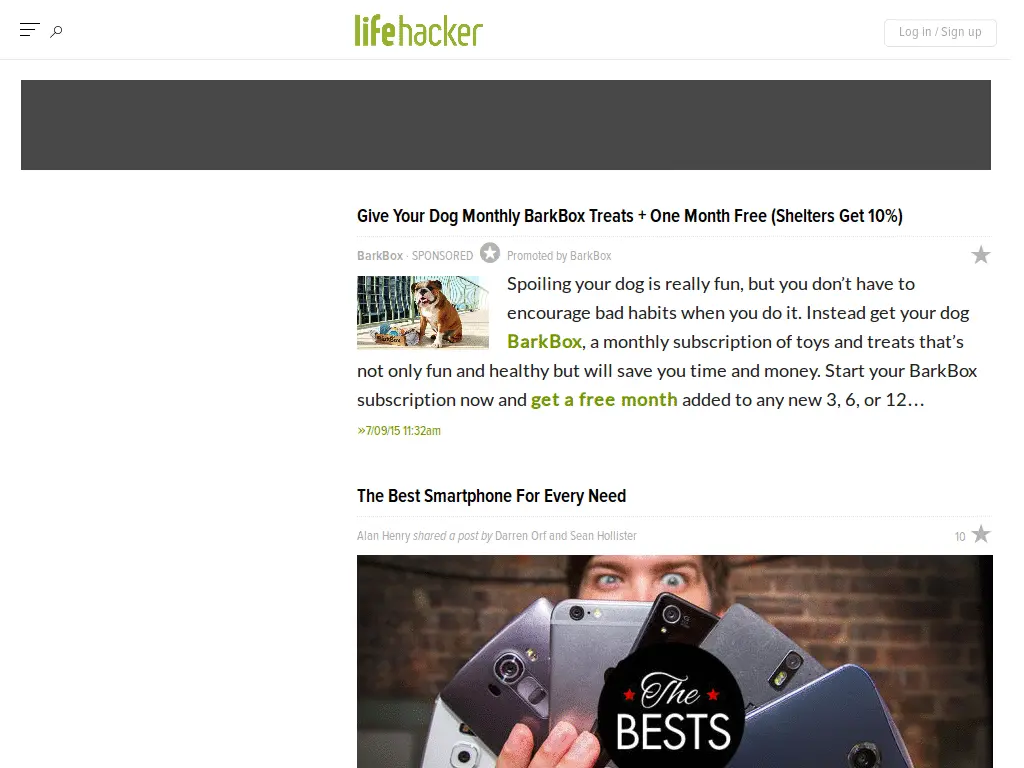 lifehacker
Log in / Sign up
Give Your Dog Monthly BarkBox Treats + One Month Free (Shelters Get 10%)
BarkBox · SPONSORED Promoted by BarkBox
Spoiling your dog is really fun, but you don't have to
encourage bad habits when you do it. Instead get your dog
BarkBox, a monthly subscription of toys and treats that's
not only fun and healthy but will save you time and money. Start your BarkBox
subscription now and get a free month added to any new 3, 6, or 12…
»7/09/15 11:32am
The Best Smartphone For Every Need
Alan Henry shared a post by Darren Orf and Sean Hollister
10
The
BESTS